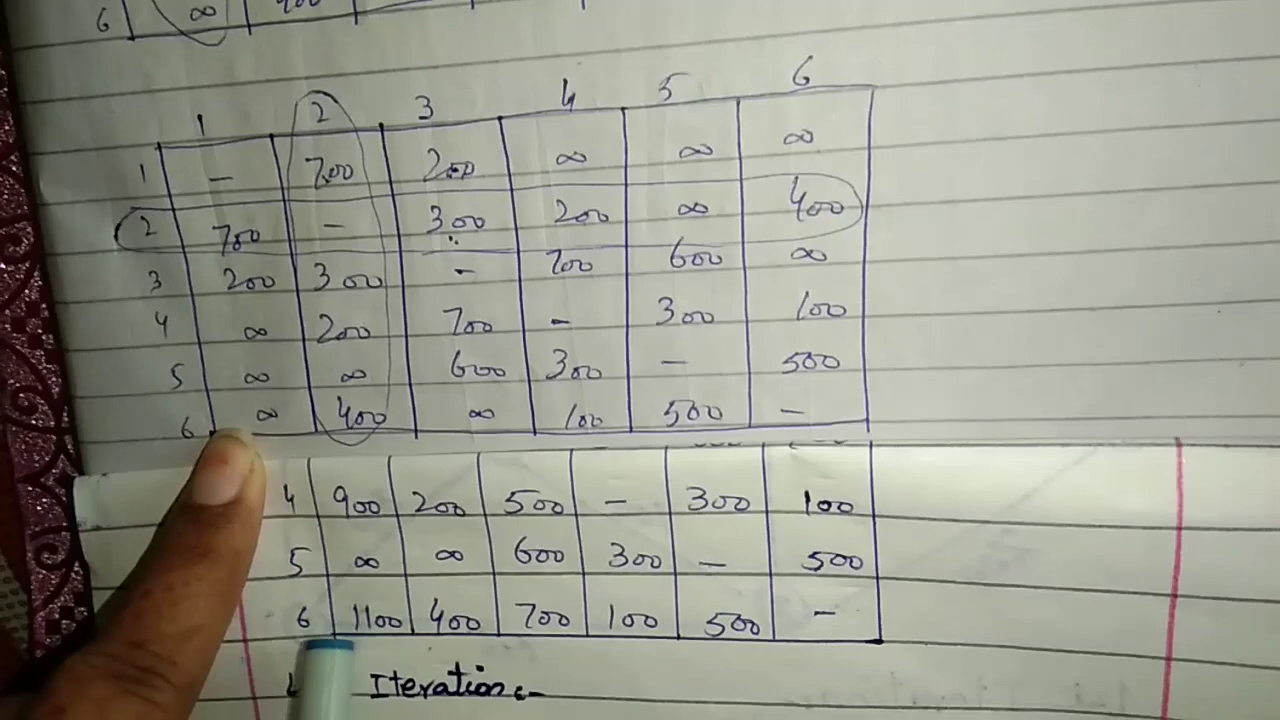 6 ∞ 400
1 2 3 4 5 6
1 - 700 200 ∞ ∞ ∞
2 700 - 300 200 ∞ 400
3 200 300 - 700 600 ∞
4 ∞ 200 700 - 300 100
5 ∞ ∞ 600 300 - 500
6 ∞ 400 ∞ 100 500 -
4 900 200 500 - 300 100
5 ∞ ∞ 600 300 - 500
6 1100 400 700 100 500 -
Iteration:-